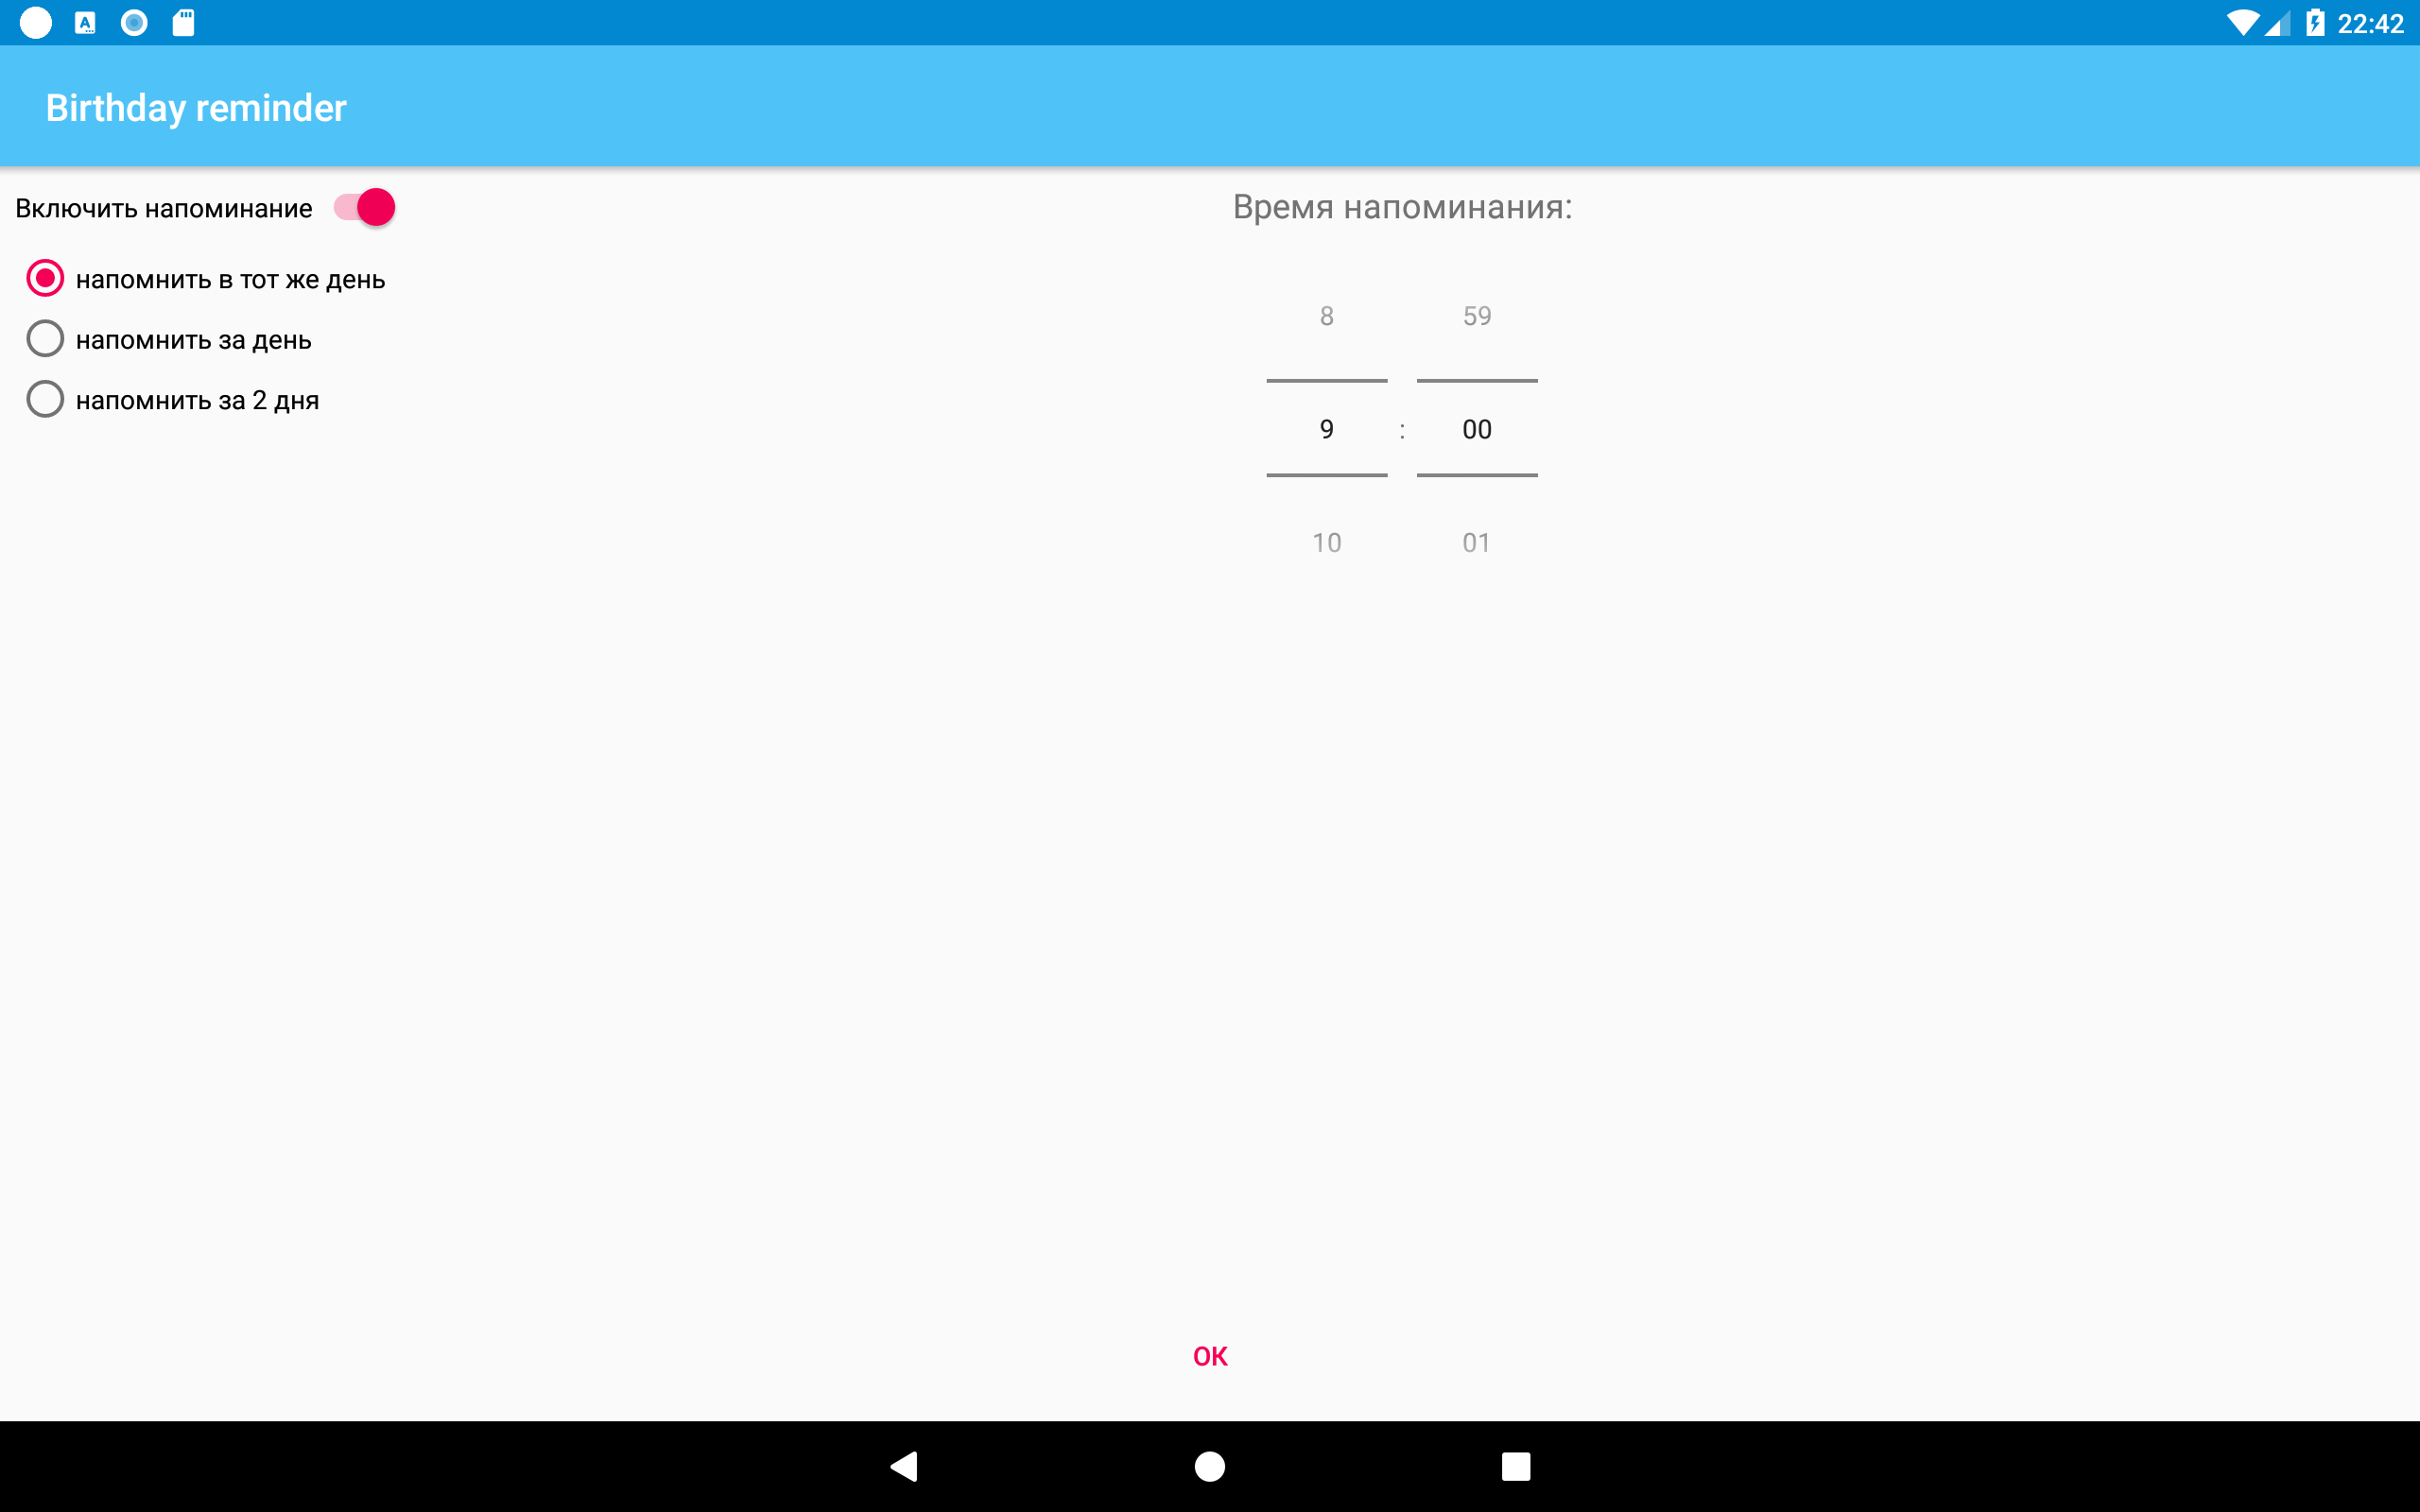 22:42
Birthday reminder
Включить напоминание
напомнить в тот же день
напомнить за день
напомнить за 2 дня
Время напоминания:
8 59
9 : 00
10 01
ОК